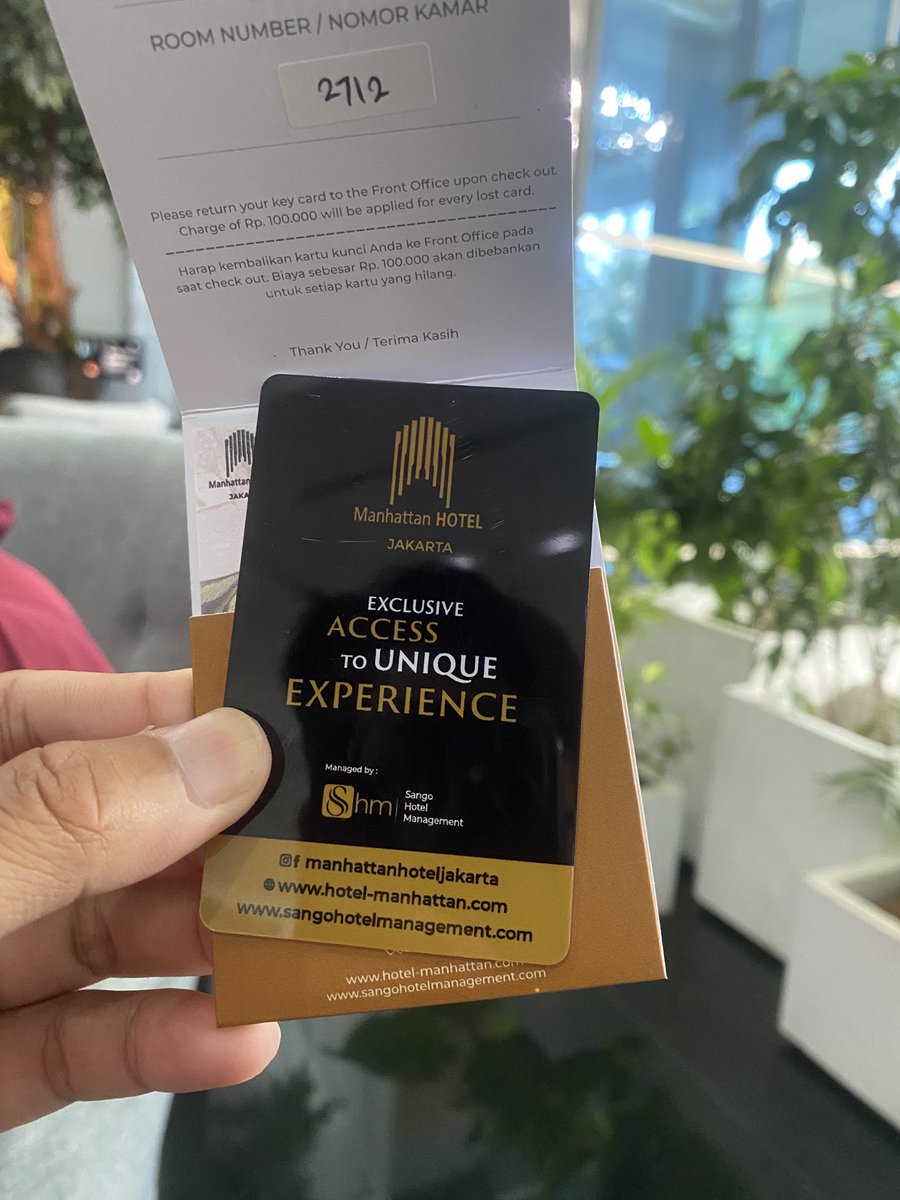 ROOM NUMBER / NOMOR KAMAR
2712
Please return your key card to the Front Office upon check out.
Charge of Rp. 100.000 will be applied for every lost card.
Harap kembalikan kartu kunci Anda ke Front Office pada
saat check out. Biaya sebesar Rp. 100.000 akan dibebankan
untuk setiap kartu yang hilang.
Thank You / Terima Kasih
Manhattan
Manhattan HOTEL
JAKARTA
EXCLUSIVE
ACCESS
TO UNIQUE
EXPERIENCE
Managed by :
Shm
Sango
Hotel
Management
manhattanhoteljakarta
www.hotel-manhattan.com
www.sangohotelmanagement.com
www.hotel-manhattan.com
www.sangohotelmanagement.com